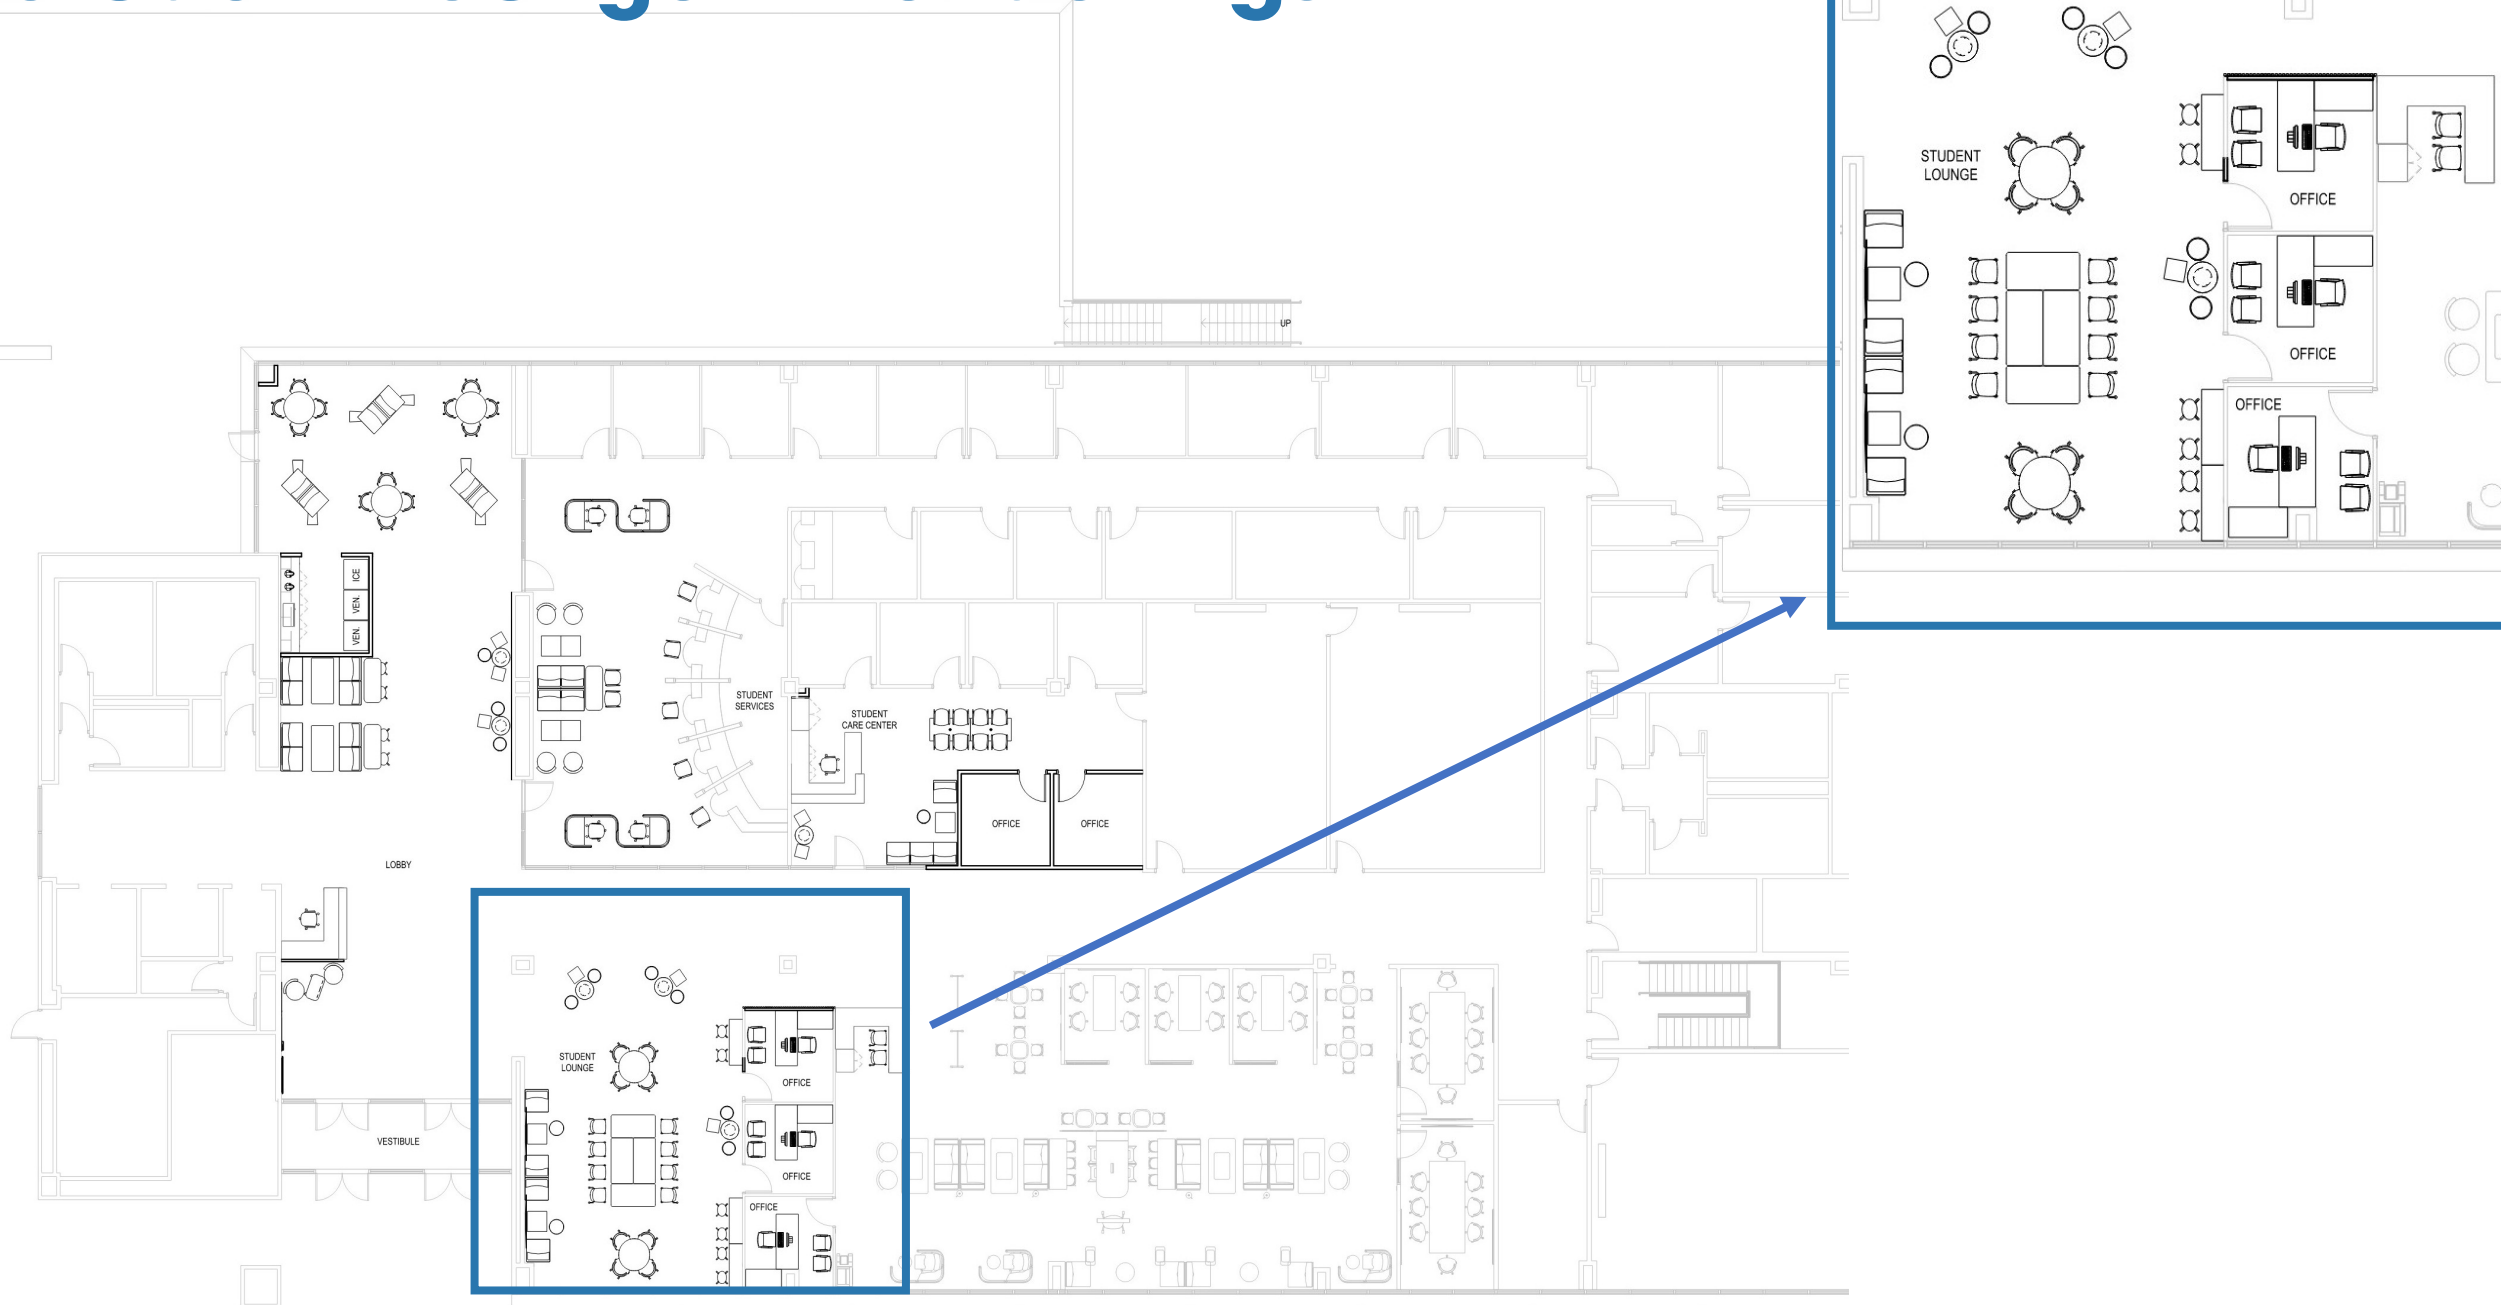 STUDENT
LOUNGE
OFFICE
OFFICE
OFFICE
UP
ICE
VEN.
VEN.
STUDENT
SERVICES
STUDENT
CARE CENTER
OFFICE
OFFICE
LOBBY
STUDENT
LOUNGE
OFFICE
OFFICE
OFFICE
VESTIBULE